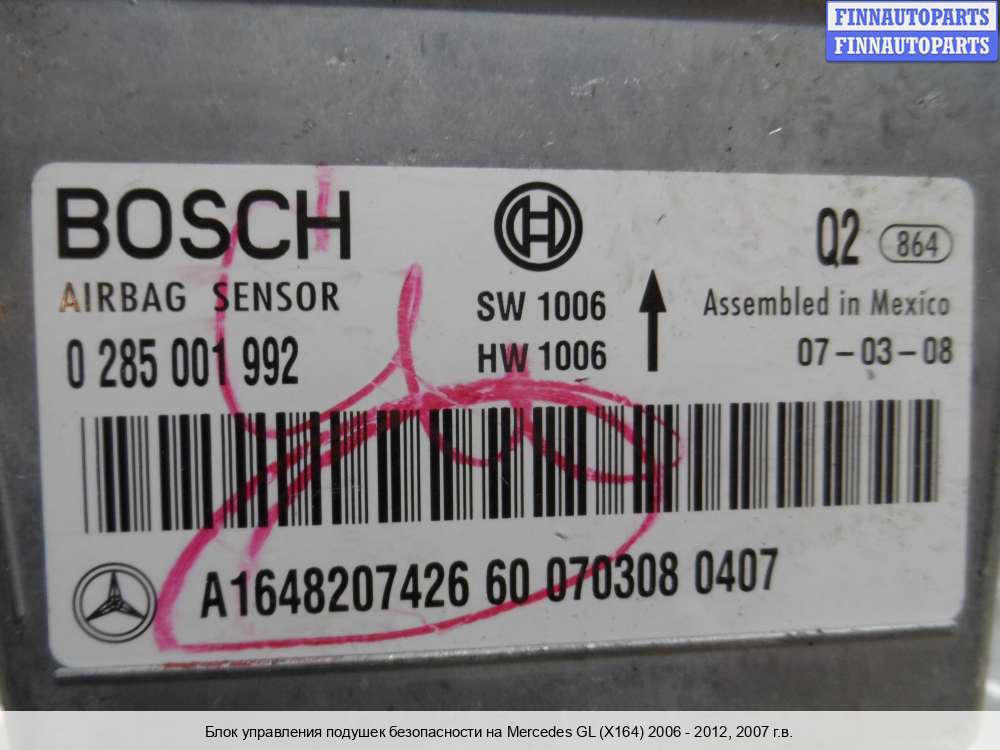 FINNAUTOPARTS
FINNAUTOPARTS
BOSCH
Q2 864
AIRBAG SENSOR
SW 1006
Assembled in Mexico
0 285 001 992
HW 1006
07-03-08
A1648207426 60 070308 0407
Блок управления подушек безопасности на Mercedes GL (X164) 2006 - 2012, 2007 г.в.